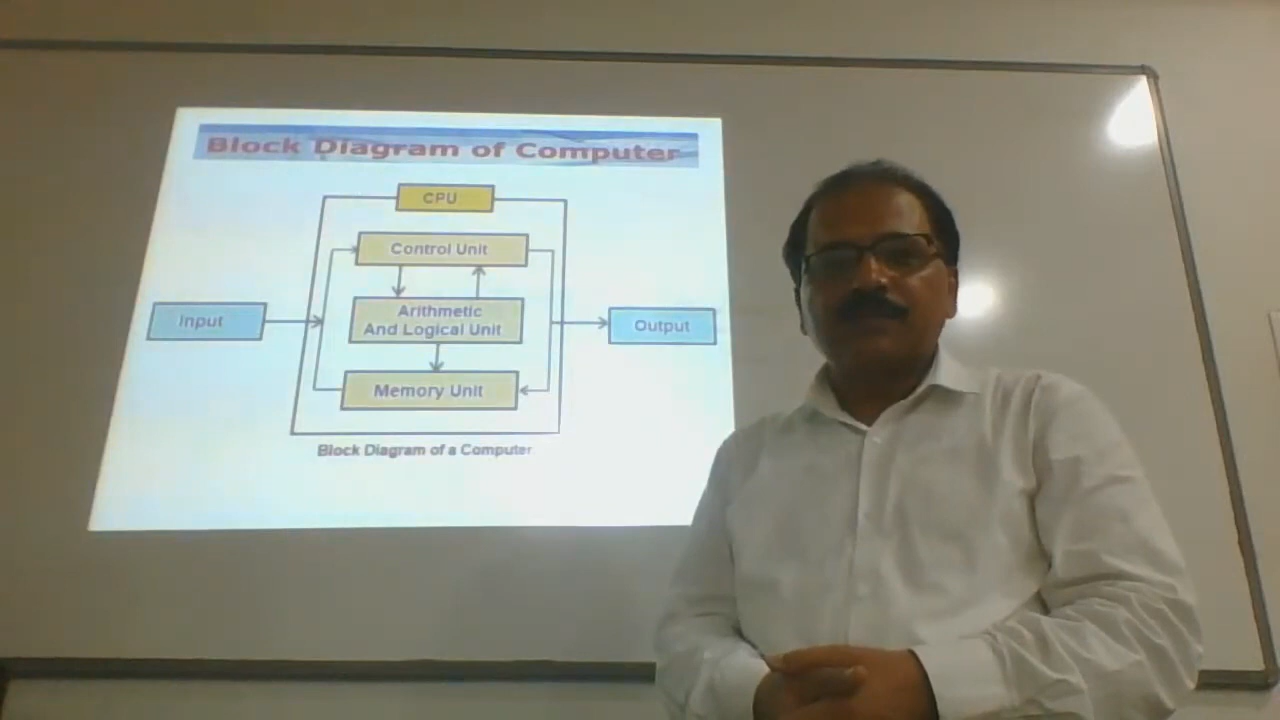 Block Diagram of Computer
CPU
Control Unit
Arithmetic
And Logical Unit
Input
Output
Memory Unit
Block Diagram of a Computer